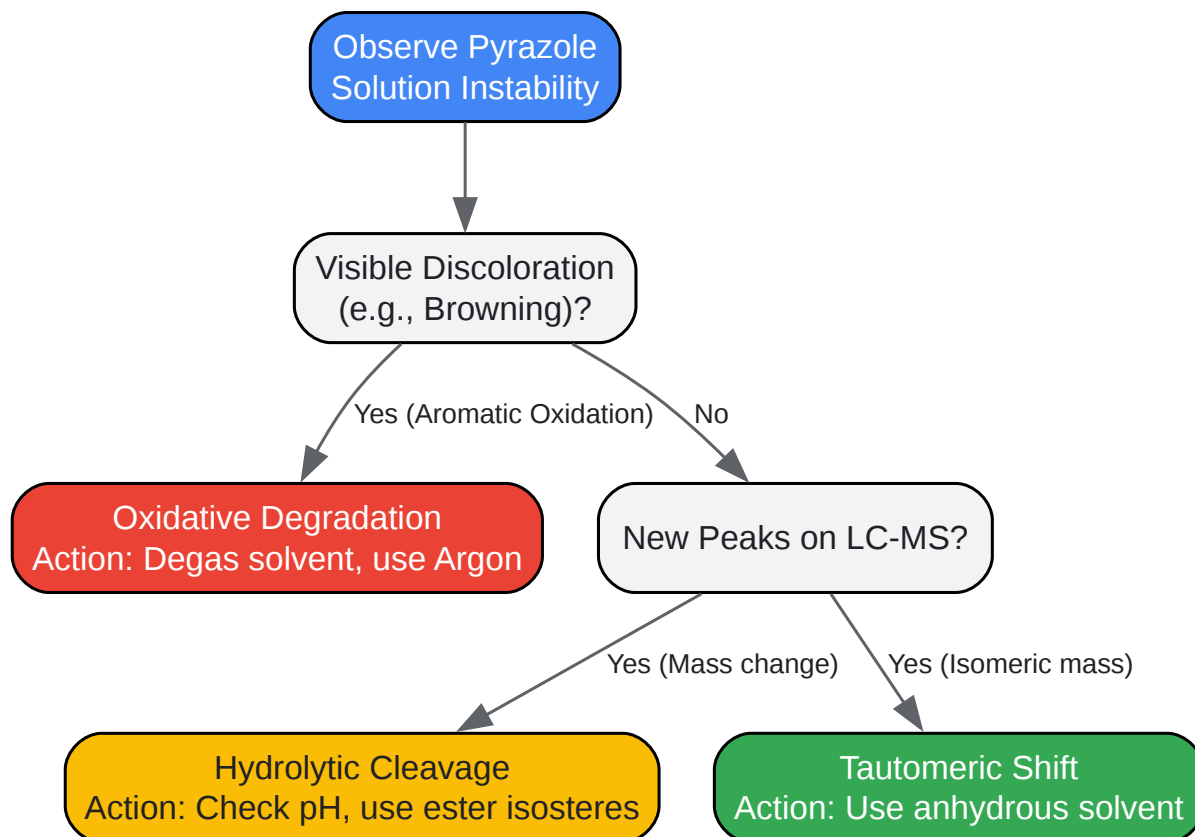 Observe Pyrazole
Solution Instability
Visible Discoloration
(e.g., Browning)?
Yes (Aromatic Oxidation)
No
Oxidative Degradation
Action: Degas solvent, use Argon
New Peaks on LC-MS?
Yes (Mass change)
Yes (Isomeric mass)
Hydrolytic Cleavage
Action: Check pH, use ester isosteres
Tautomeric Shift
Action: Use anhydrous solvent